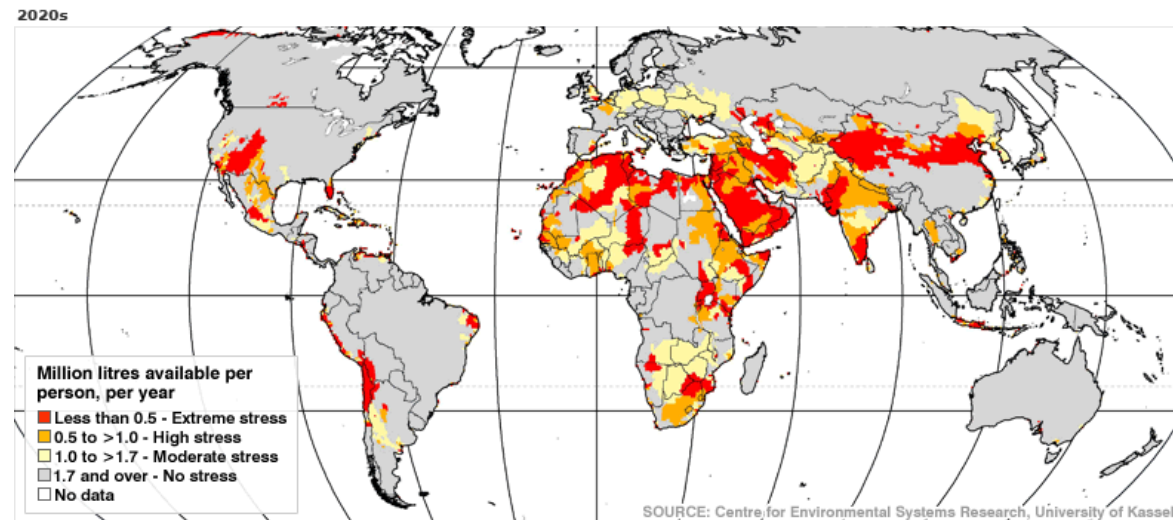 2020s
Million litres available per
person, per year
Less than 0.5 - Extreme stress
0.5 to >1.0 - High stress
1.0 to >1.7 - Moderate stress
1.7 and over - No stress
No data
SOURCE: Centre for Environmental Systems Research, University of Kassel